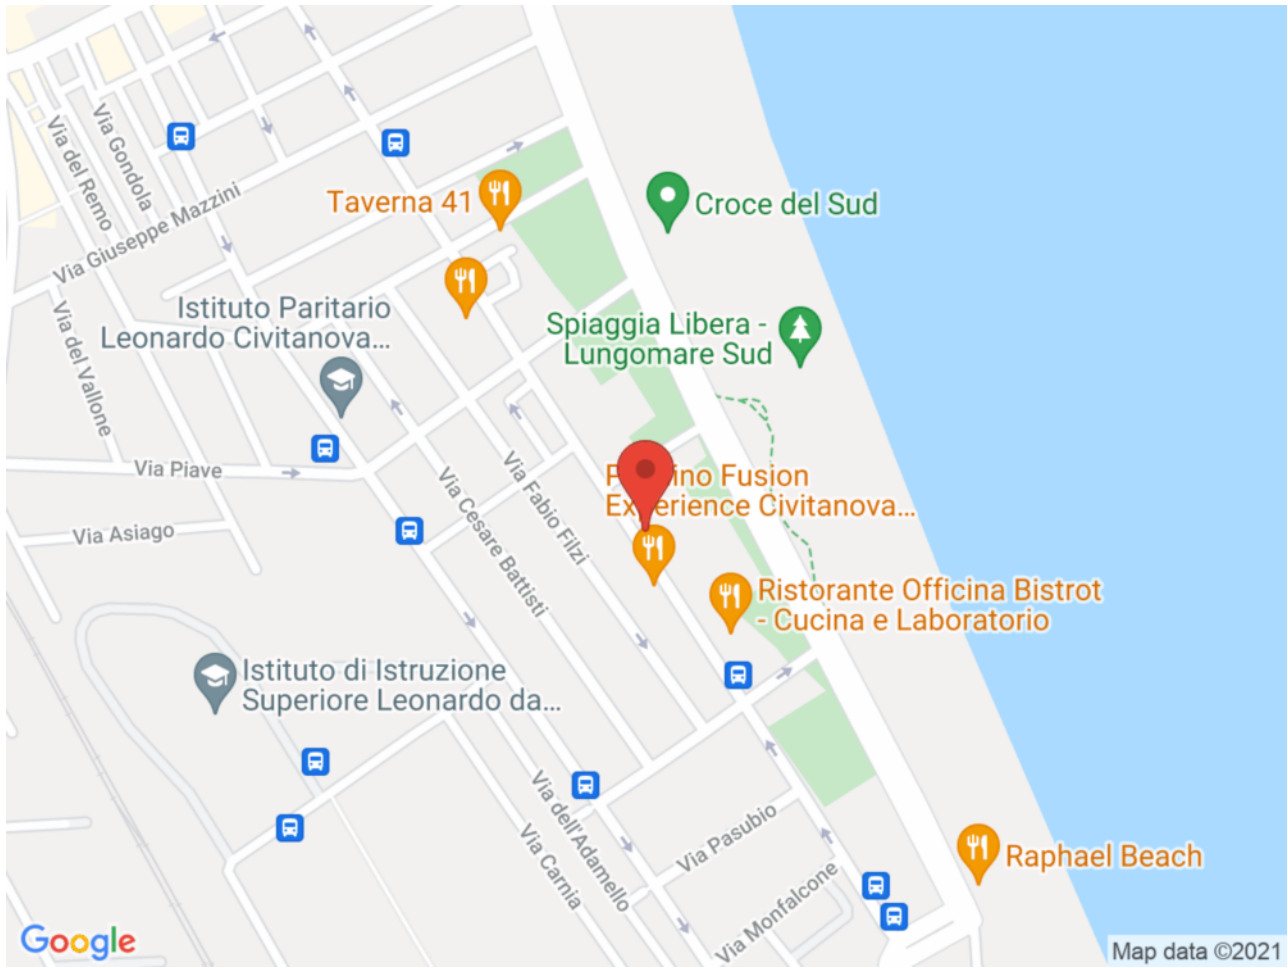 Via Gondola
Via del Remo
Via Giuseppe Mazzini
Taverna 41
Croce del Sud
Istituto Paritario
Leonardo Civitanova...
Spiaggia Libera -
Lungomare Sud
Via del Vallone
Via Piave
Via Asiago
Via Cesare Battisti
Via Fabio Filzi
Fusion
Experience Civitanova...
Ristorante Officina Bistrot
- Cucina e Laboratorio
Istituto di Istruzione
Superiore Leonardo da...
Via dell'Adamello
Via Carnia
Via Pasubio
Via Monfalcone
Raphael Beach
Google
Map data ©2021